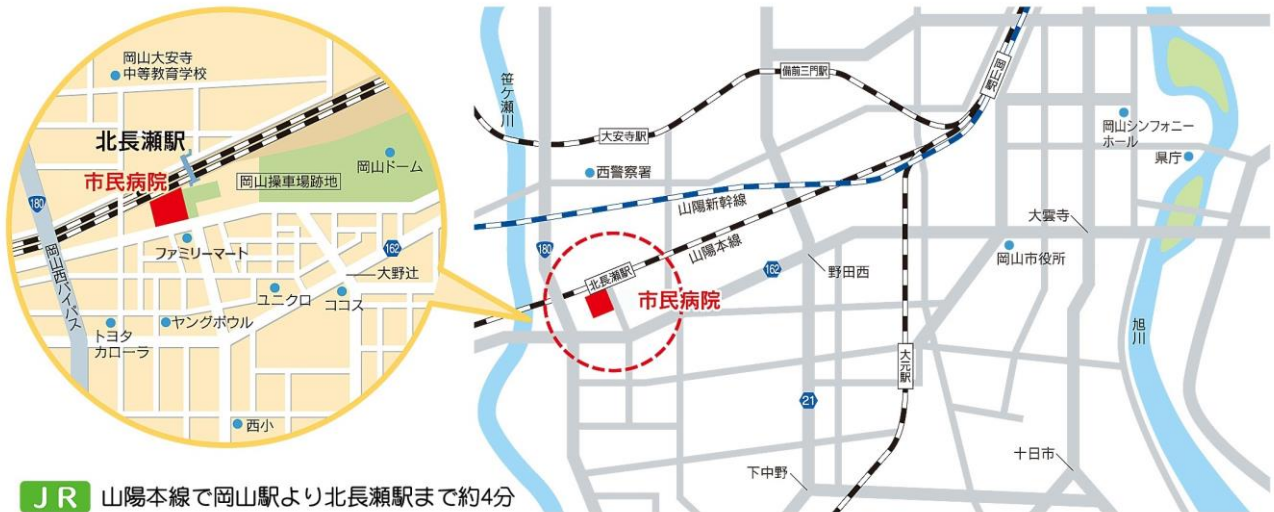 岡山大安寺
中等教育学校
北長瀬駅
市民病院
岡山操車場跡地
岡山ドーム
180
岡山西バイパス
ファミリーマート
162
大野辻
ユニクロ
ココス
ヤングボウル
トヨタ
カローラ
西小
JR 山陽本線で岡山駅より北長瀬駅まで約4分
笹ケ瀬川
備前三門駅
岡山駅
大安寺駅
西警察署
岡山シンフォニー
ホール
県庁
山陽新幹線
山陽本線
大雲寺
180
北長瀬駅
162
野田西
岡山市役所
市民病院
旭川
大元駅
21
下中野
十日市